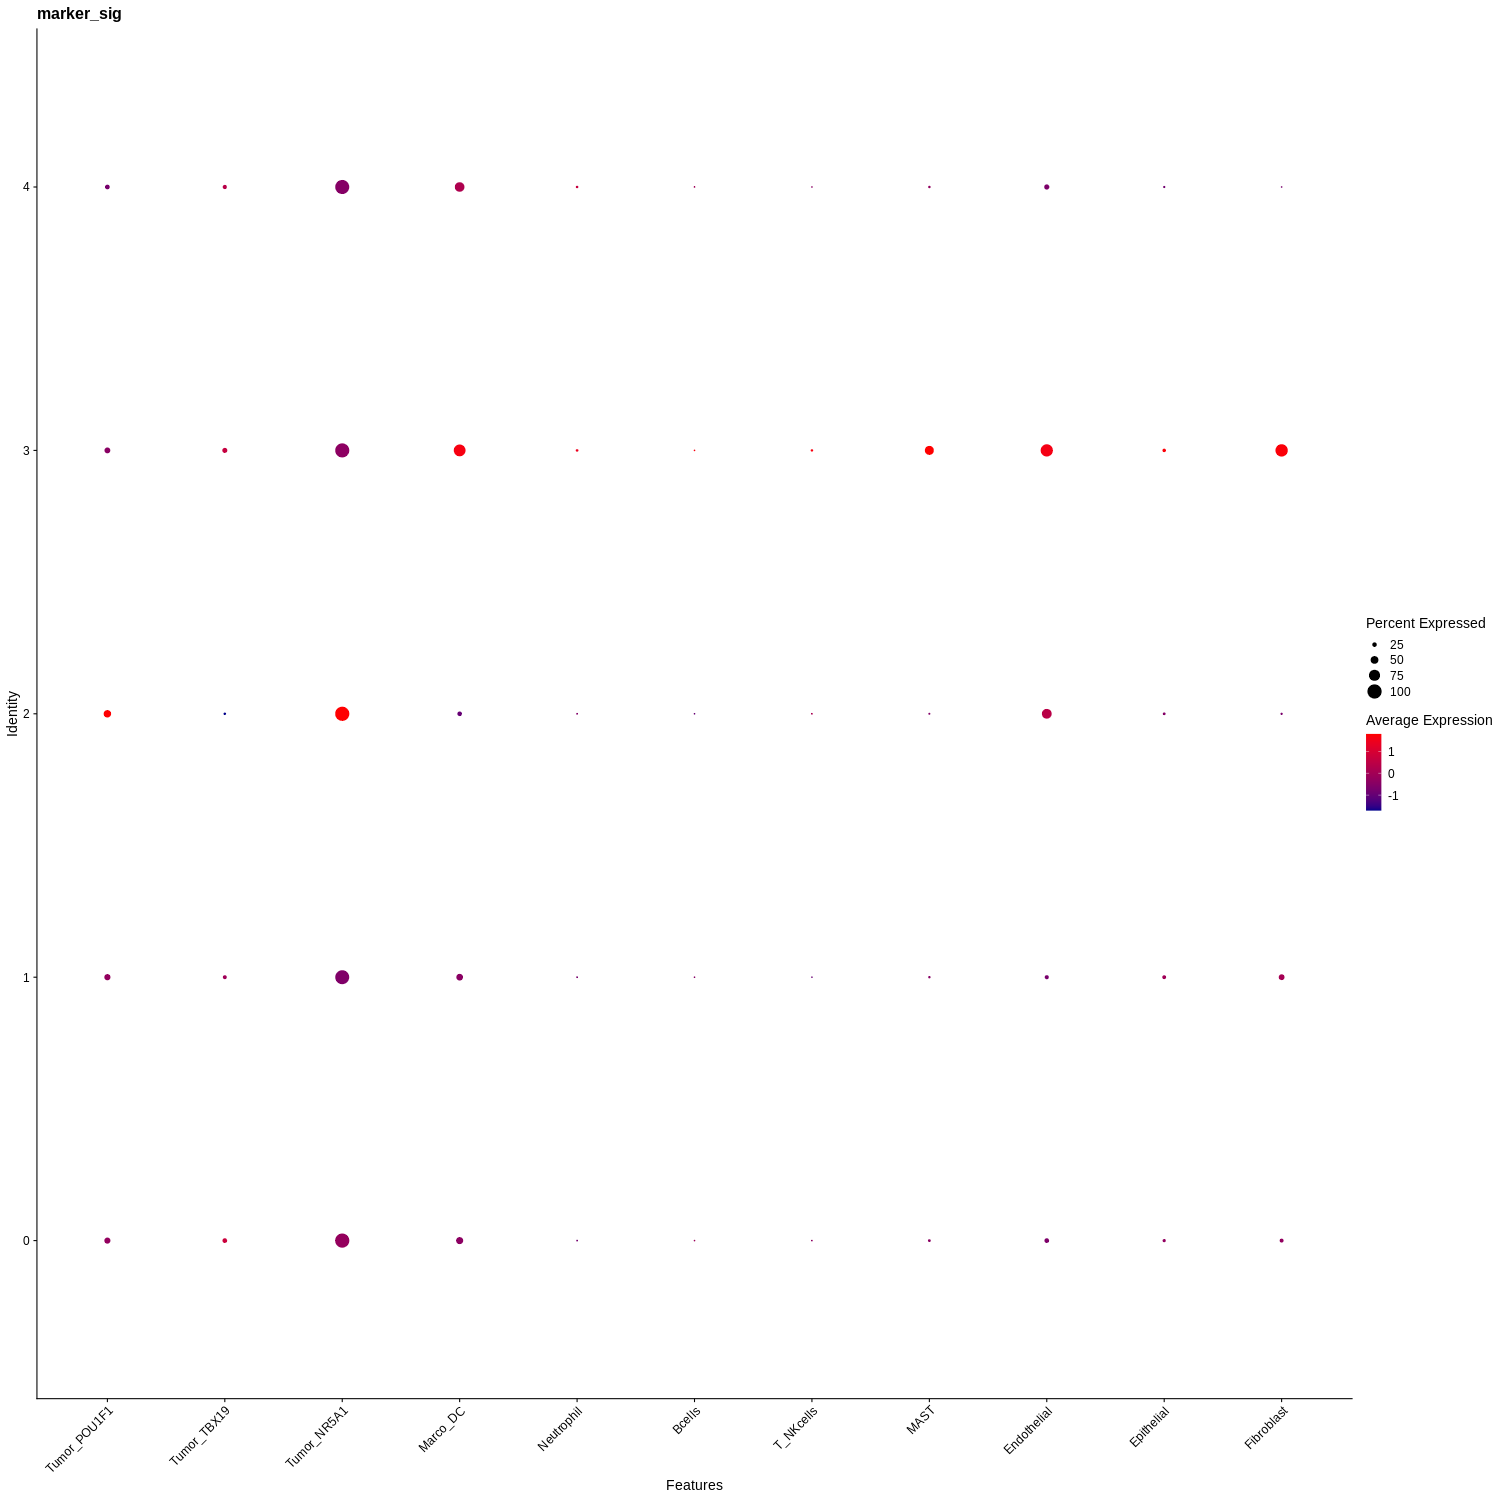 marker_sig
4
3
2
1
0
Identity
Tumor_POU1F1
Tumor_TBX19
Tumor_NR5A1
Marco_DC
Neutrophil
Bcells
T_NKcells
MAST
Endothelial
Epithelial
Fibroblast
Features
Percent Expressed
25
50
75
100
Average Expression
1
0
-1